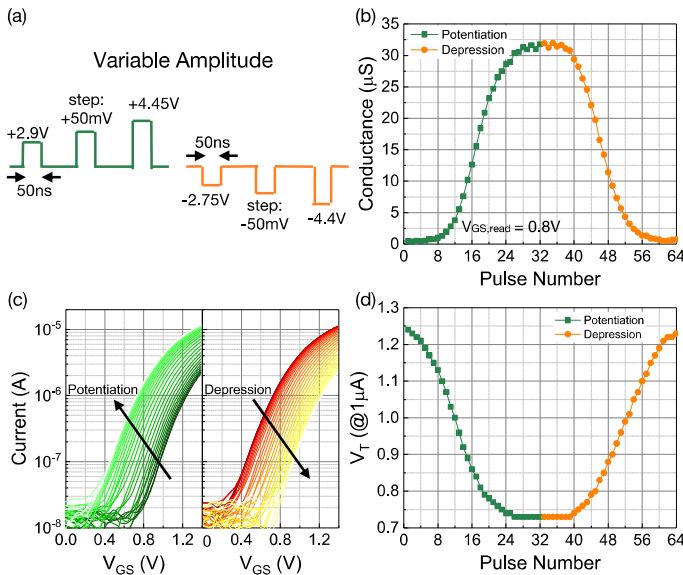 (a)
Variable Amplitude
+2.9V
step:
+50mV
+4.45V
50ns
50ns
-2.75V
step:
-50mV
-4.4V
(b)
Conductance (μS)
35
30
25
20
15
10
5
0
Potentiation
Depression
VGS,read = 0.8V
0 8 16 24 32 40 48 56 64
Pulse Number
(c)
Current (A)
10-5
10-6
10-7
10-8
Potentiation
Depression
0 0.4 0.8 1.2
0 0.4 0.8 1.2
VGS (V)
VGS (V)
(d)
VT (@1μA)
1.3
1.2
1.1
1.0
0.9
0.8
0.7
Potentiation
Depression
0 8 16 24 32 40 48 56 64
Pulse Number